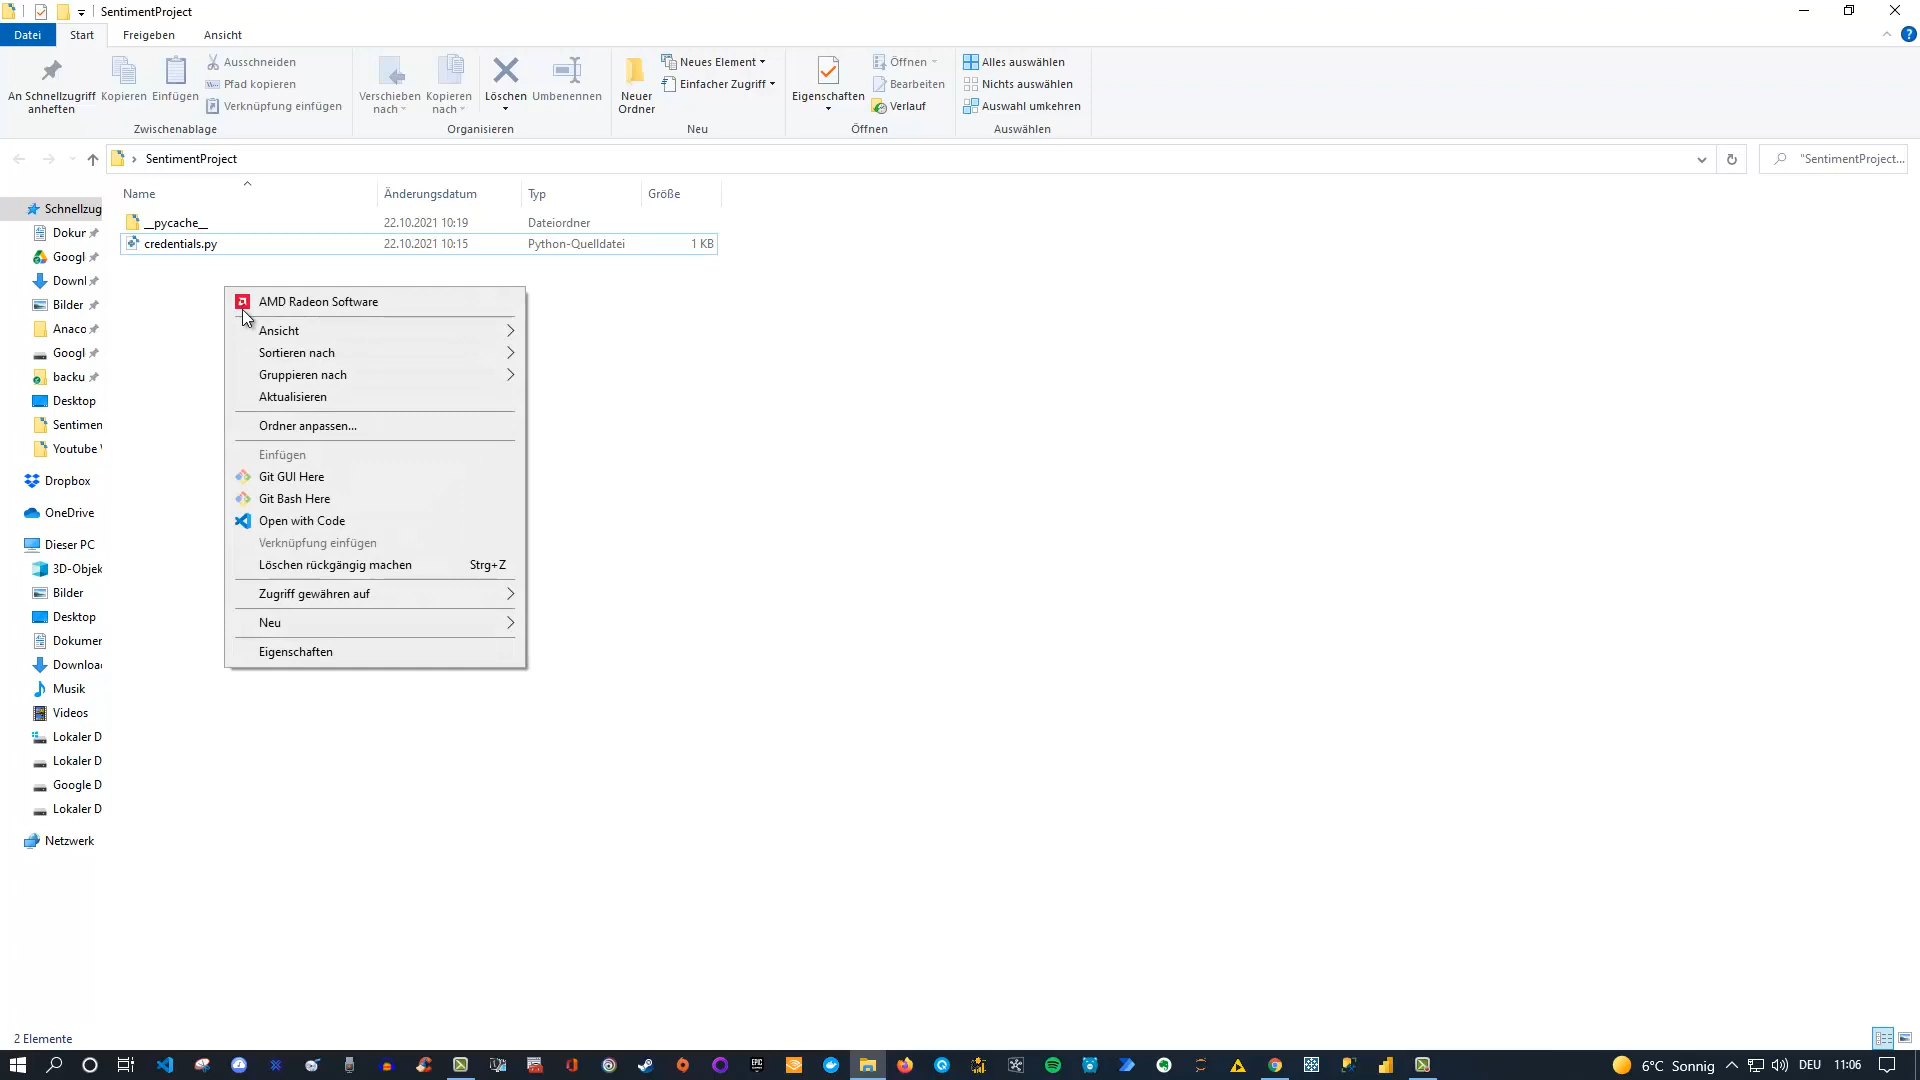 SentimentProject
Datei Start Freigeben Ansicht
An Schnellzugriff anheften
Kopieren
Einfügen
Ausschneiden
Pfad kopieren
Verknüpfung einfügen
Zwischenablage
Verschieben nach
Kopieren nach
Löschen
Umbenennen
Organisieren
Neuer Ordner
Neues Element
Einfacher Zugriff
Neu
Eigenschaften
Öffnen
Bearbeiten
Verlauf
Öffnen
Alles auswählen
Nichts auswählen
Auswahl umkehren
Auswählen
SentimentProject
"SentimentProject...
Name Änderungsdatum Typ Größe
__pycache__ 22.10.2021 10:19 Dateiordner
credentials.py 22.10.2021 10:15 Python-Quelldatei 1 KB
Schnellzug
Dokur
Googl
Downl
Bilder
Anaco
Googl
backu
Desktop
Sentimen
Youtube
Dropbox
OneDrive
Dieser PC
3D-Objek
Bilder
Desktop
Dokumer
Downloac
Musik
Videos
Lokaler D
Lokaler D
Google D
Lokaler D
Netzwerk
AMD Radeon Software
Ansicht
Sortieren nach
Gruppieren nach
Aktualisieren
Ordner anpassen...
Einfügen
Git GUI Here
Git Bash Here
Open with Code
Verknüpfung einfügen
Löschen rückgängig machen Strg+Z
Zugriff gewähren auf
Neu
Eigenschaften
2 Elemente
6°C Sonnig DEU 11:06